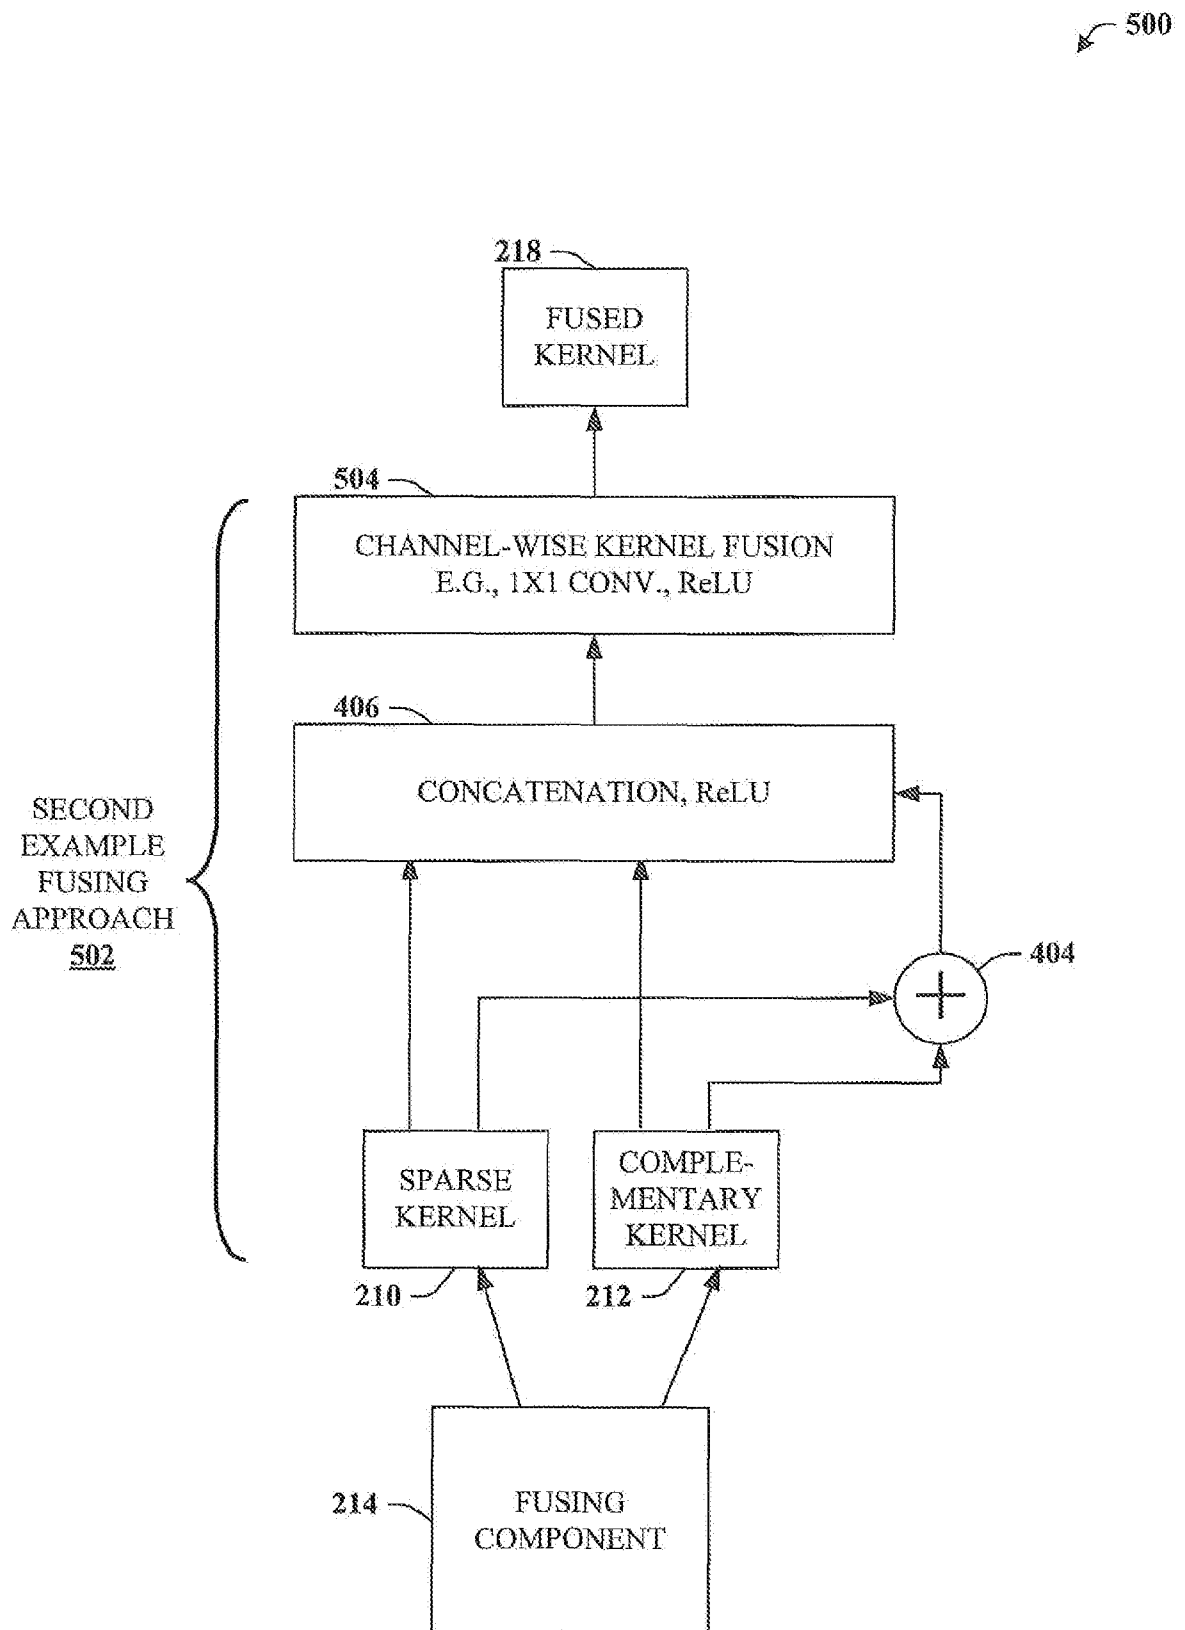 500
218
FUSED
KERNEL
504
CHANNEL-WISE KERNEL FUSION
E.G., 1X1 CONV., ReLU
406
CONCATENATION, ReLU
SECOND
EXAMPLE
FUSING
APPROACH
502
404
+
SPARSE
KERNEL
COMPLE-
MENTARY
KERNEL
210
212
214
FUSING
COMPONENT